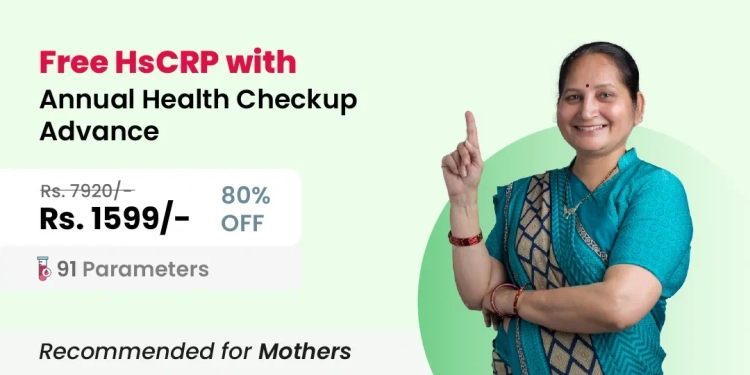 Free HsCRP with
Annual Health Checkup
Advance
Rs. 7920/-
Rs. 1599/-
80%
OFF
91 Parameters
Recommended for Mothers